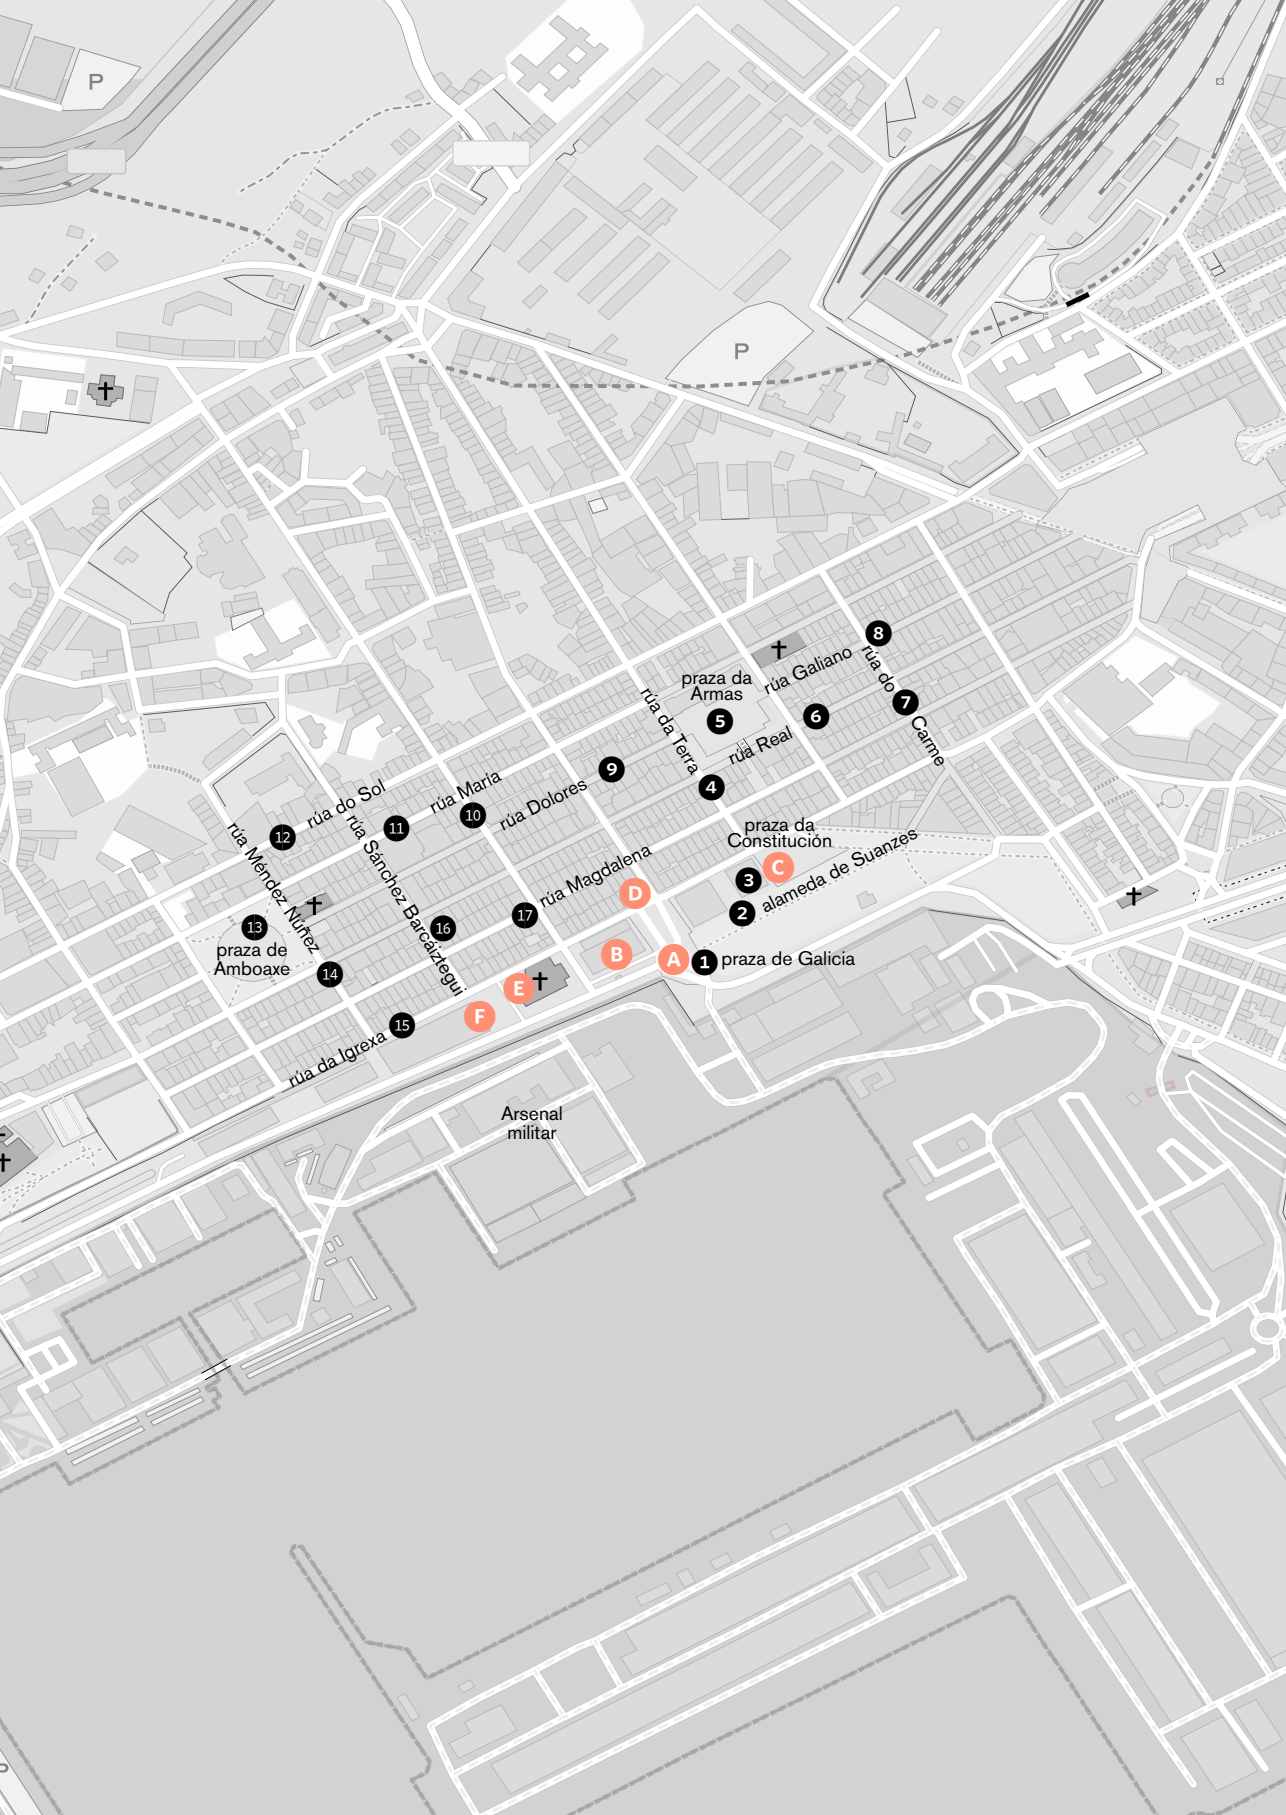 P
P
8
rúa Galiano
rúa do
Carme
praza da
Armas
5
6
7
rúa da Terra
rúa Real
9
4
rúa María
rúa Dolores
rúa do Sol
10
11
12
rúa Sánchez Barcáiztegui
rúa Méndez Núñez
praza da
Constitución
C
3
alameda de Suanzes
2
rúa Magdalena
D
17
16
13
praza de
Amboaxe
B
A
1
praza de Galicia
14
E
F
15
rúa da Igrexa
Arsenal
militar
P